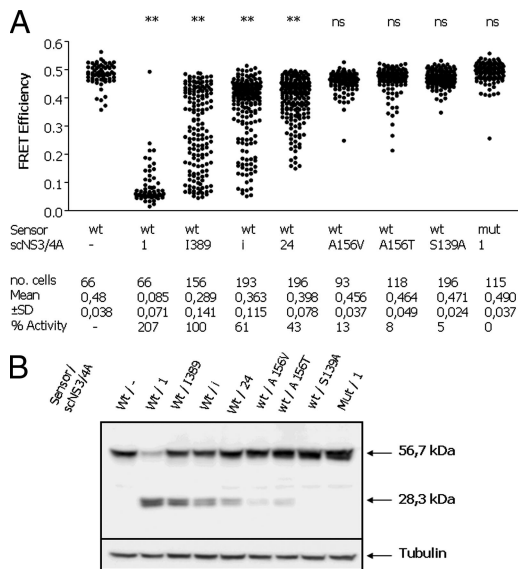 A
** ** ** ** ns ns ns ns
0.6
0.5
0.4
0.3
0.2
0.1
0.0
FRET Efficiency
Sensor wt wt wt wt wt wt wt wt mut
scNS3/4A - 1 I389 i 24 A156V A156T S139A 1
no. cells 66 66 156 193 196 93 118 196 115
Mean 0,48 0,085 0,289 0,363 0,398 0,456 0,464 0,471 0,490
±SD 0,038 0,071 0,141 0,115 0,078 0,037 0,049 0,024 0,037
% Activity - 207 100 61 43 13 8 5 0
B
Sensor/
scNS3/4A
Wt / -
Wt / 1
Wt / I389
Wt / i
Wt / 24
wt / A156V
wt / A156T
wt / S139A
Mut / 1
56,7 kDa
28,3 kDa
Tubulin